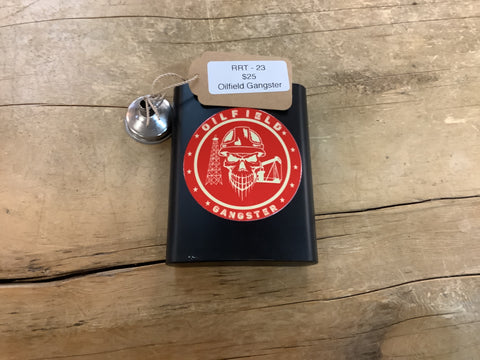 RRT - 23
$25
Oilfield Gangster
OILFIELD
GANGSTER